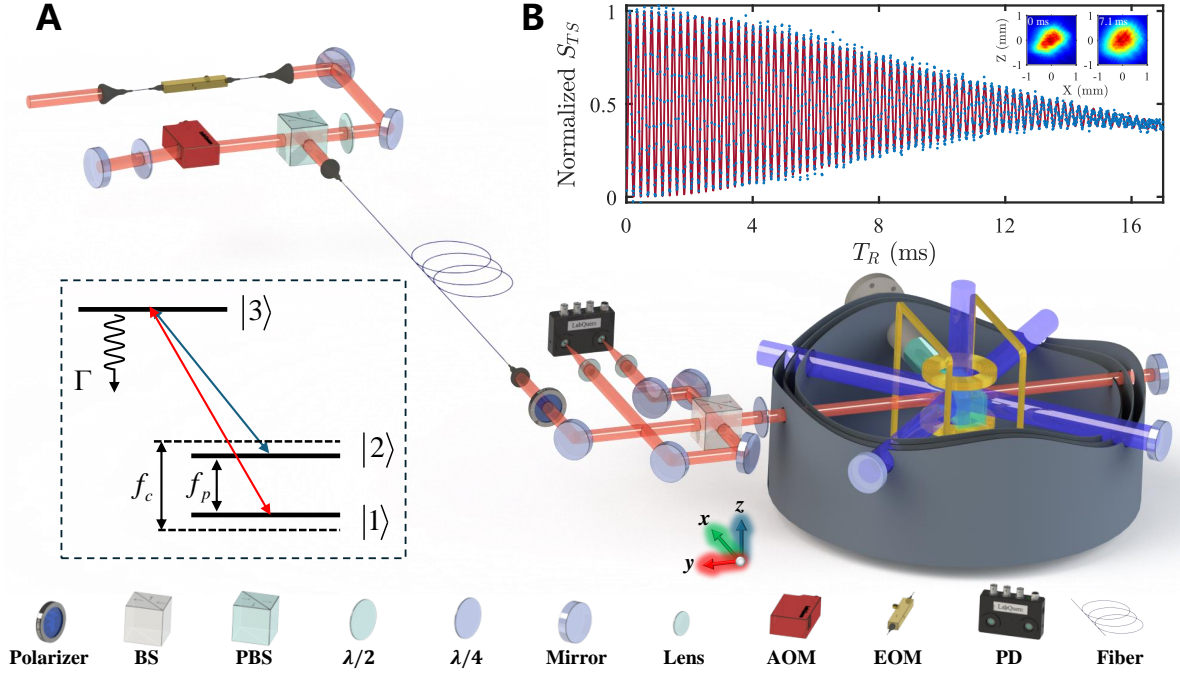 A
B
Normalized S_TS
1
0.5
0
0
4
8
12
16
T_R (ms)
0 ms
7.1 ms
Z (mm)
1
0
-1
-1
0
1
-1
0
1
X (mm)
|3⟩
Γ
|2⟩
f_c
f_p
|1⟩
LabQuero
x
z
y
LabQuero
Polarizer
BS
PBS
λ/2
λ/4
Mirror
Lens
AOM
EOM
PD
Fiber